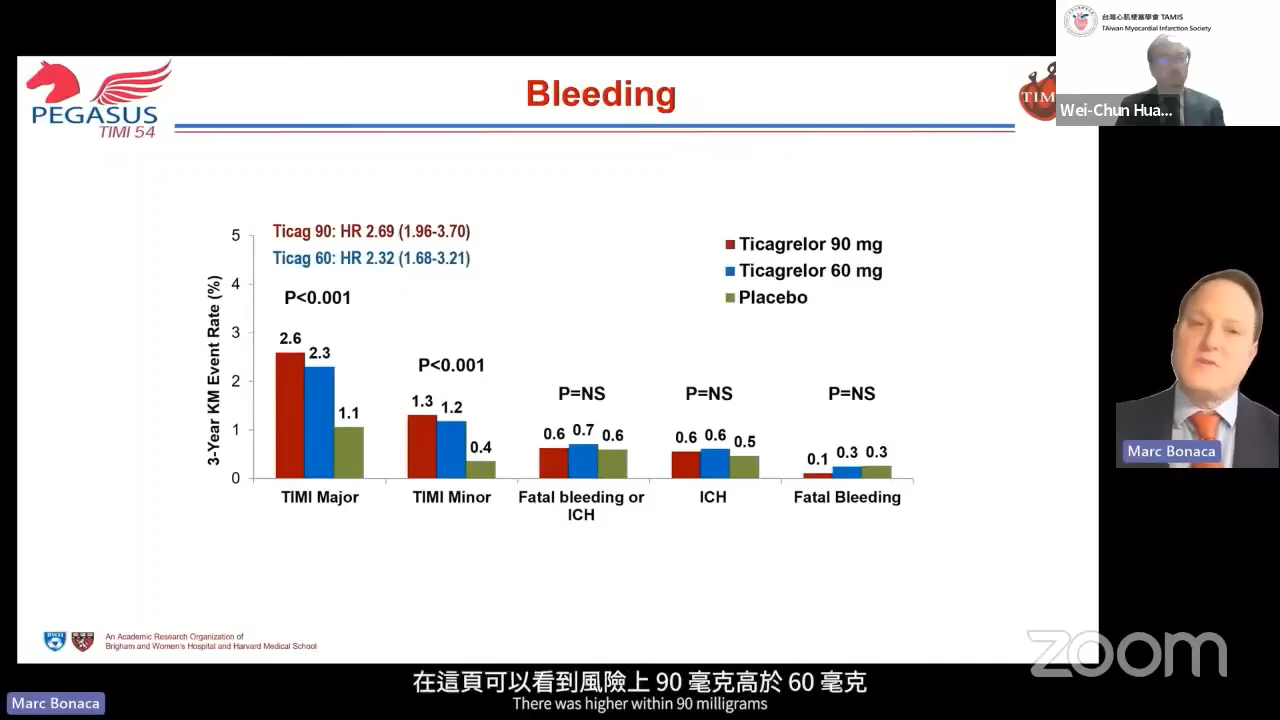 台灣心肌梗塞學會 TAMIS
TAiwan Myocardial Infarction Society
Wei-Chun Hua...
PEGASUS
TIMI 54
Bleeding
TIM
Ticag 90: HR 2.69 (1.96-3.70)
Ticag 60: HR 2.32 (1.68-3.21)
Ticagrelor 90 mg
Ticagrelor 60 mg
Placebo
3-Year KM Event Rate (%)
5
4
3
2
1
0
P<0.001
2.6
2.3
1.1
P<0.001
1.3
1.2
0.4
P=NS
0.6
0.7
0.6
P=NS
0.6
0.6
0.5
P=NS
0.1
0.3
0.3
TIMI Major
TIMI Minor
Fatal bleeding or
ICH
ICH
Fatal Bleeding
Marc Bonaca
BWH
An Academic Research Organization of
Brigham and Women's Hospital and Harvard Medical School
zoom
在這頁可以看到風險上 90 毫克高於 60 毫克
There was higher within 90 milligrams
Marc Bonaca